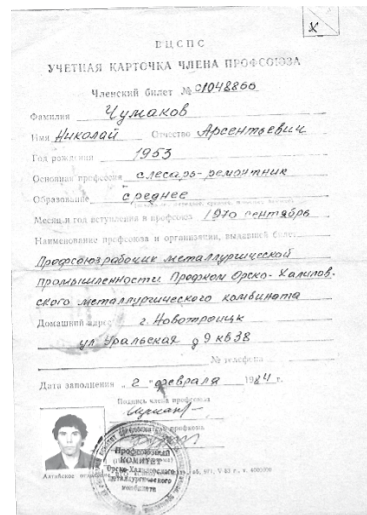 ВЦСПС
УЧЕТНАЯ КАРТОЧКА ЧЛЕНА ПРОФСОЮЗА
Членский билет № 01048866
Фамилия Чумаков
Имя Николай Отчество Арсентьевич
Год рождения 1953
Основная профессия слесарь-ремонтник
Образование среднее
Месяц и год вступления в профсоюз 1970 сентябрь
Наименование профсоюза и организации, выдавшей билет
Профсоюз рабочих металлургической
промышленности Профком Орско-Халилов-
ского металлургического комбината
Домашний адрес г. Новотроицк
ул Уральская д 9 кв 38
№ телефона
Дата заполнения "2" февраля 1984 г.
Подпись члена профсоюза
Профсоюзный
КОМИТЕТ
Орско-Халиловского
металлургического
комбината